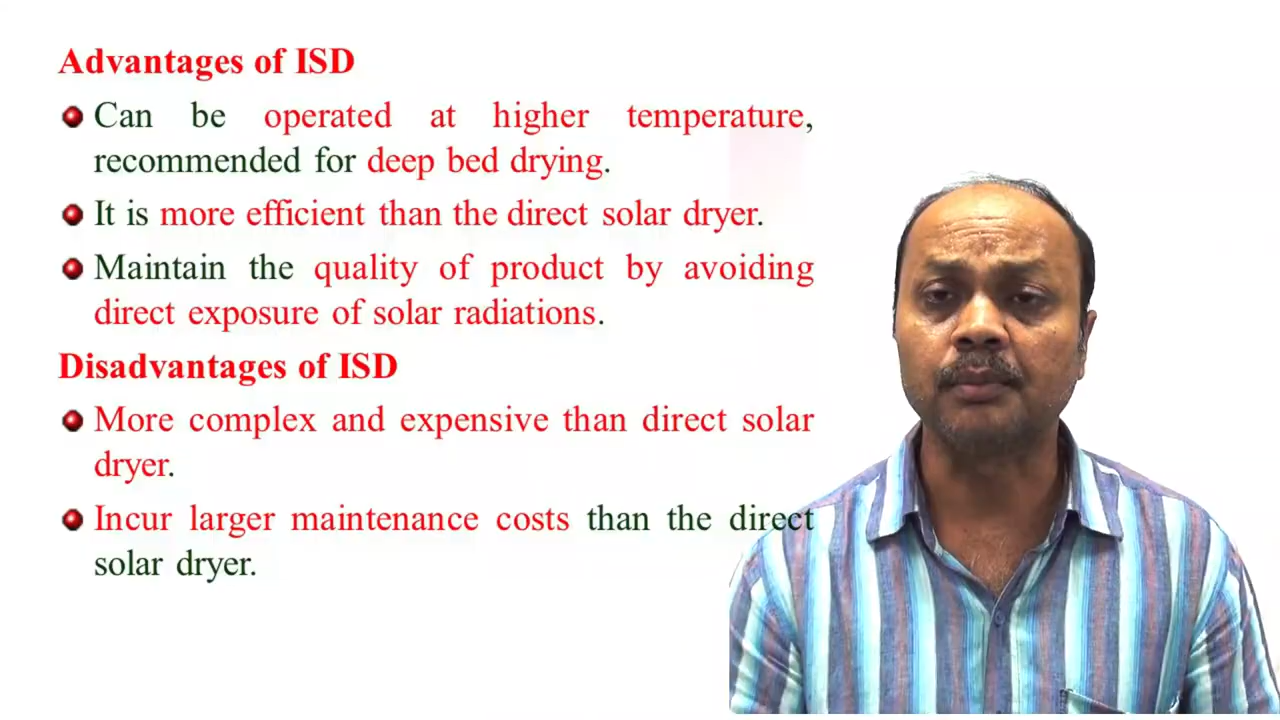 Advantages of ISD
Can be operated at higher temperature,
recommended for deep bed drying.
It is more efficient than the direct solar dryer.
Maintain the quality of product by avoiding
direct exposure of solar radiations.
Disadvantages of ISD
More complex and expensive than direct solar
dryer.
Incur larger maintenance costs than the direct
solar dryer.